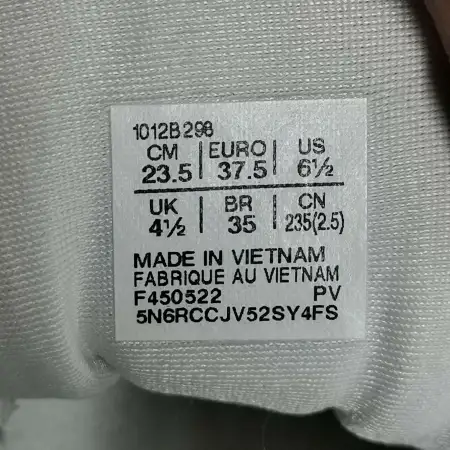 1012B298
CM | EURO | US
23.5 | 37.5 | 6½
UK | BR | CN
4½ | 35 | 235(2.5)
MADE IN VIETNAM
FABRIQUE AU VIETNAM
F450522 PV
5N6RCCJV52SY4FS